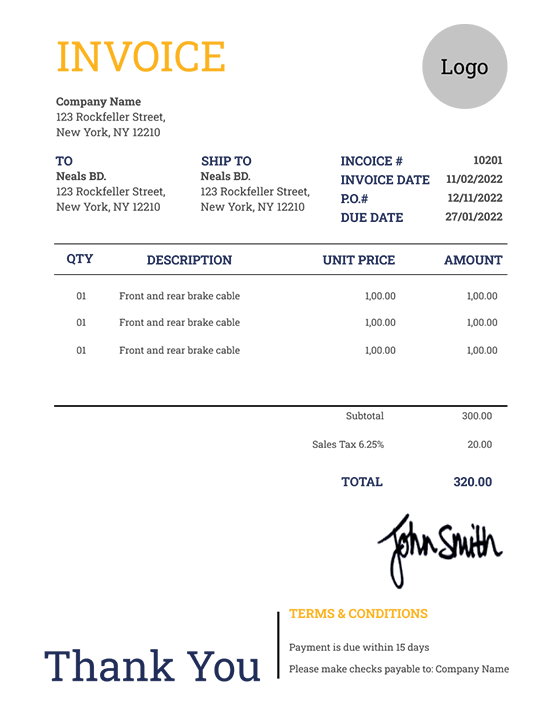 INVOICE
Logo
Company Name
123 Rockfeller Street,
New York, NY 12210
TO
Neals BD.
123 Rockfeller Street,
New York, NY 12210
SHIP TO
Neals BD.
123 Rockfeller Street,
New York, NY 12210
INCOICE # 10201
INVOICE DATE 11/02/2022
P.O.# 12/11/2022
DUE DATE 27/01/2022
QTY DESCRIPTION UNIT PRICE AMOUNT
01 Front and rear brake cable 1,00.00 1,00.00
01 Front and rear brake cable 1,00.00 1,00.00
01 Front and rear brake cable 1,00.00 1,00.00
Subtotal 300.00
Sales Tax 6.25% 20.00
TOTAL 320.00
John Smith
Thank You
TERMS & CONDITIONS
Payment is due within 15 days
Please make checks payable to: Company Name